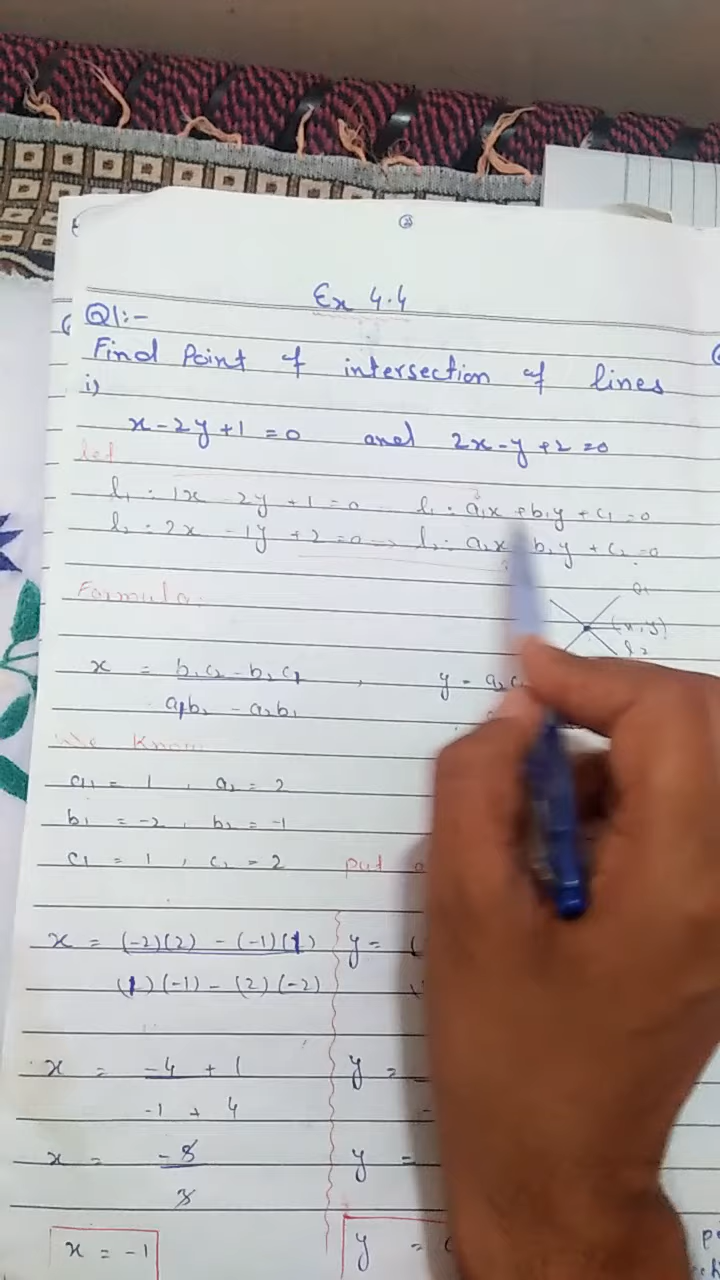 Ex 4.4
Q1:-
Find Point of intersection of lines
i)
x-2y+1=0 and 2x-y+2=0
let
l₁ : 1x - 2y + 1 = 0 l₁ : a₁x + b₁y + c₁ = 0
l₂ : 2x - 1y + 2 = 0 → l₂ : a₂x b₂y + c₂ = 0
Formula:
(x,y)
l₂
x = b₁c₂ - b₂c₁ , y = a₂c₁
a₁b₂ - a₂b₁
We Know
a₁ = 1 , a₂ = 2
b₁ = -2 , b₂ = -1
c₁ = 1 , c₂ = 2 put
x = (-2)(2) - (-1)(1) y = (
(1)(-1) - (2)(-2) (
x = -4 + 1 y =
-1 + 4
x = -3 y =
3
x = -1 y =